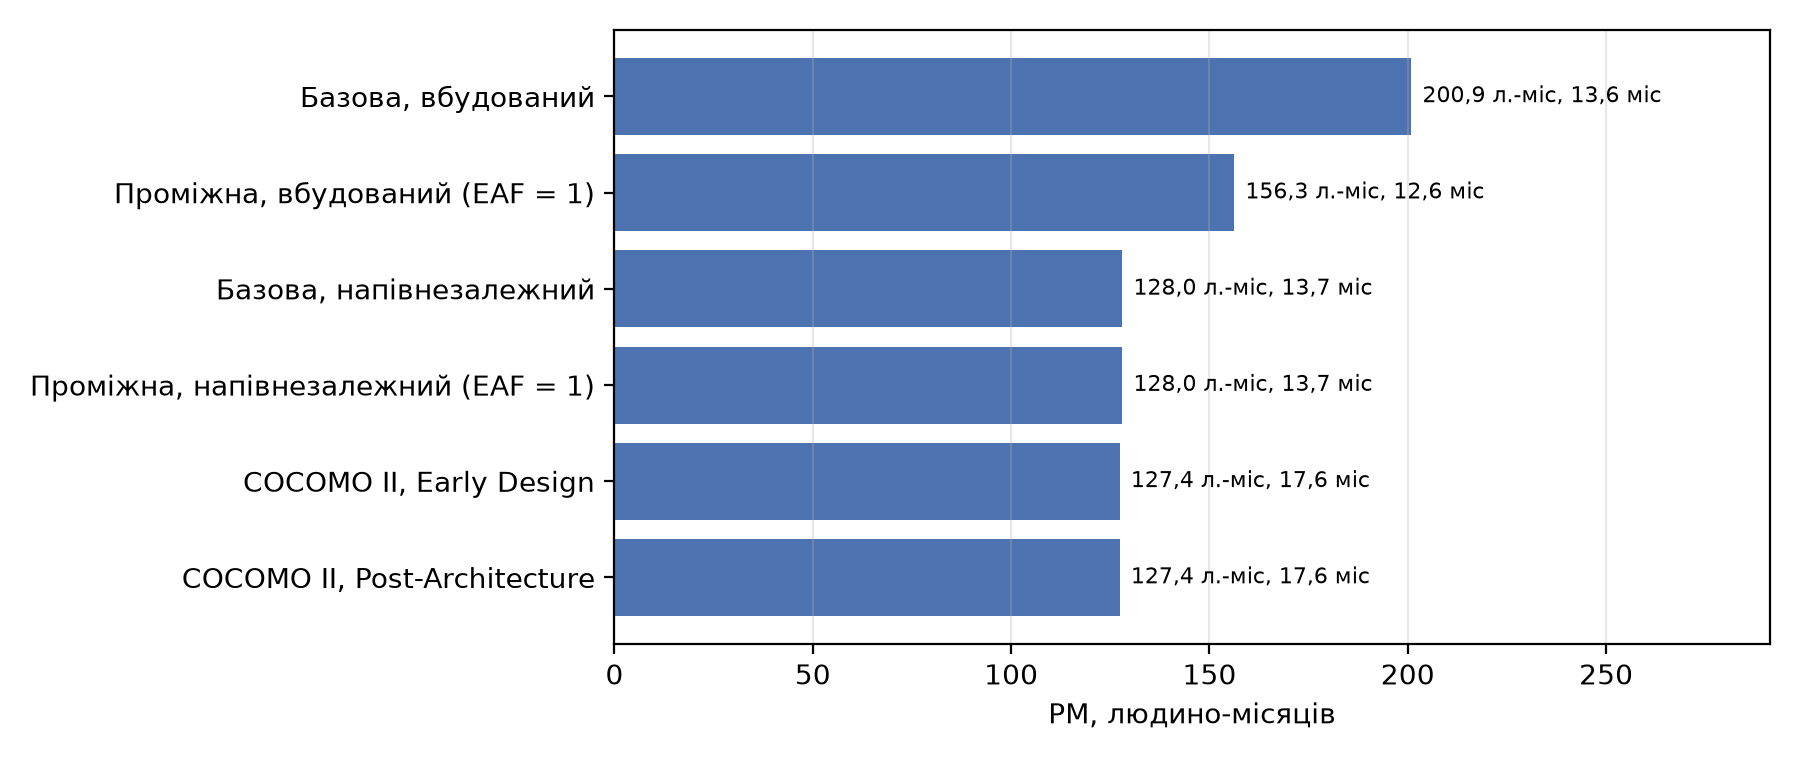 Базова, вбудований
200,9 л.-міс, 13,6 міс
Проміжна, вбудований (EAF = 1)
156,3 л.-міс, 12,6 міс
Базова, напівнезалежний
128,0 л.-міс, 13,7 міс
Проміжна, напівнезалежний (EAF = 1)
128,0 л.-міс, 13,7 міс
COCOMO II, Early Design
127,4 л.-міс, 17,6 міс
COCOMO II, Post-Architecture
127,4 л.-міс, 17,6 міс
0 50 100 150 200 250
PM, людино-місяців